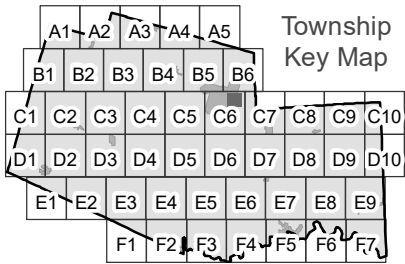 Township
Key Map
A1 A2 A3 A4 A5
B1 B2 B3 B4 B5 B6
C1 C2 C3 C4 C5 C6 C7 C8 C9 C10
D1 D2 D3 D4 D5 D6 D7 D8 D9 D10
E1 E2 E3 E4 E5 E6 E7 E8 E9
F1 F2 F3 F4 F5 F6 F7